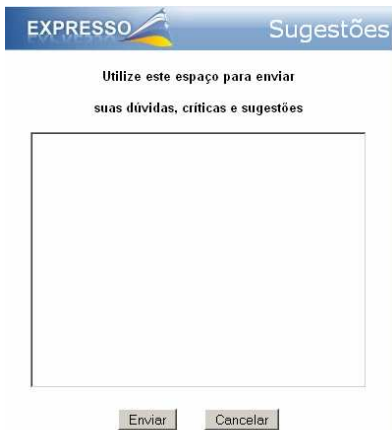 EXPRESSO Sugestões
Utilize este espaço para enviar
suas dúvidas, críticas e sugestões
Enviar Cancelar